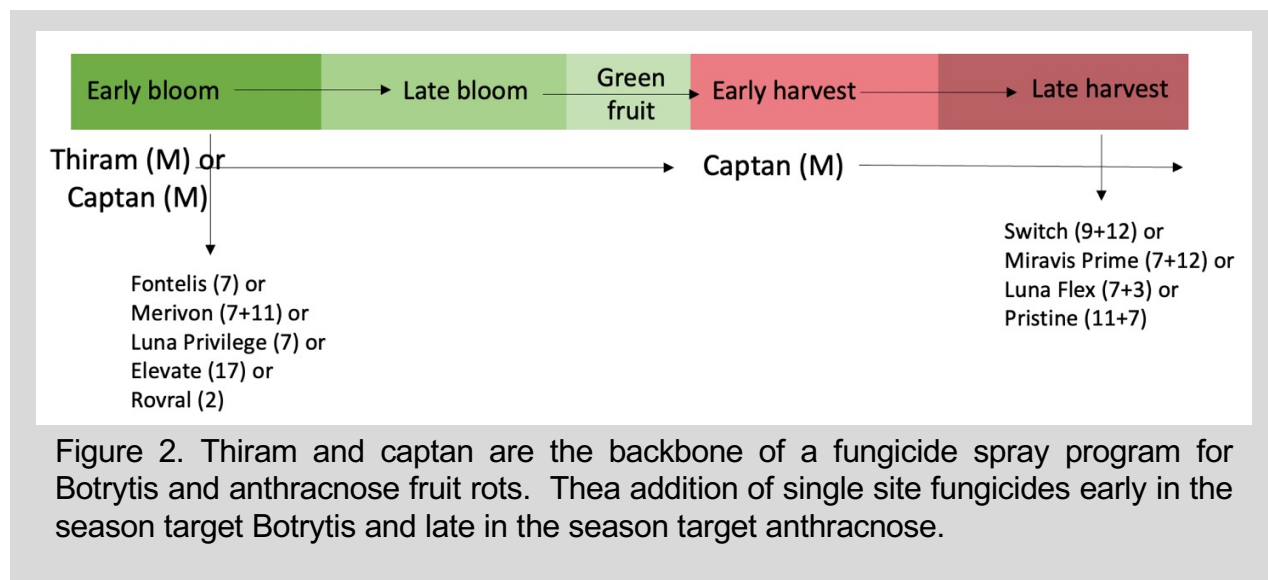 Early bloom
Late bloom
Green
fruit
Early harvest
Late harvest
Thiram (M) or
Captan (M)
Captan (M)
Fontelis (7) or
Merivon (7+11) or
Luna Privilege (7) or
Elevate (17) or
Rovral (2)
Switch (9+12) or
Miravis Prime (7+12) or
Luna Flex (7+3) or
Pristine (11+7)
Figure 2. Thiram and captan are the backbone of a fungicide spray program for
Botrytis and anthracnose fruit rots. Thea addition of single site fungicides early in the
season target Botrytis and late in the season target anthracnose.